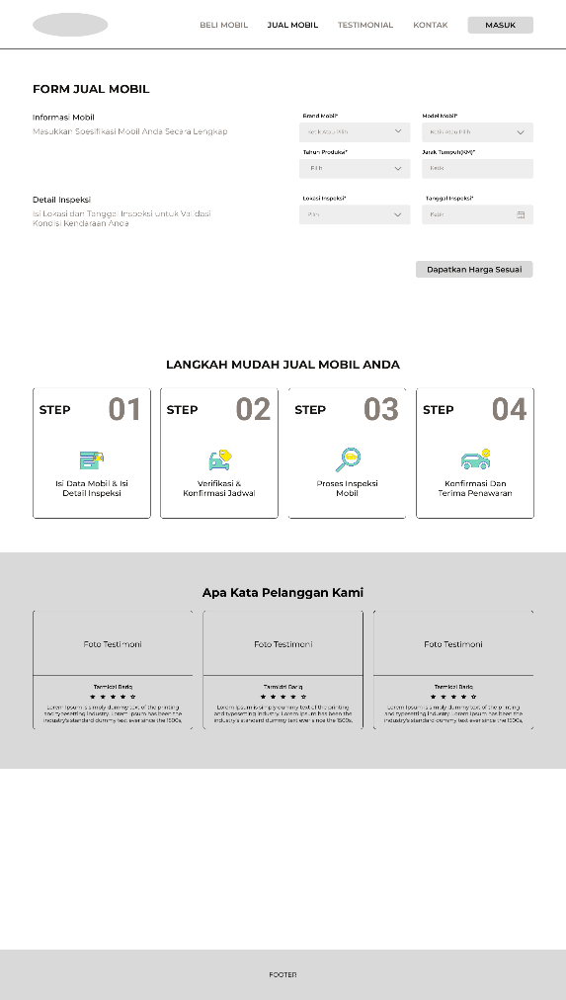 BELI MOBIL JUAL MOBIL TESTIMONIAL KONTAK MASUK
FORM JUAL MOBIL
Informasi Mobil
Masukkan Spesifikasi Mobil Anda Secara Lengkap
Brand Mobil* Model Mobil*
Ketik Atau Pilih Ketik Atau Pilih
Tahun Produksi* Jarak Tempuh(KM)*
Pilih Ketik
Detail Inspeksi
Isi Lokasi dan Tanggal Inspeksi untuk Validasi
Kondisi Kendaraan Anda
Lokasi Inspeksi* Tanggal Inspeksi*
Pilih Ketik
Dapatkan Harga Sesuai
LANGKAH MUDAH JUAL MOBIL ANDA
STEP 01
Isi Data Mobil & Isi
Detail Inspeksi
STEP 02
Verifikasi &
Konfirmasi Jadwal
STEP 03
Proses Inspeksi
Mobil
STEP 04
Konfirmasi Dan
Terima Penawaran
Apa Kata Pelanggan Kami
Foto Testimoni
Tarmidzi Bariq
Lorem Ipsum is simply dummy text of the printing
and typesetting industry. Lorem Ipsum has been the
industry's standard dummy text ever since the 1500s,
Foto Testimoni
Tarmidzi Bariq
Lorem Ipsum is simply dummy text of the printing
and typesetting industry. Lorem Ipsum has been the
industry's standard dummy text ever since the 1500s,
Foto Testimoni
Tarmidzi Bariq
Lorem Ipsum is simply dummy text of the printing
and typesetting industry. Lorem Ipsum has been the
industry's standard dummy text ever since the 1500s,
FOOTER